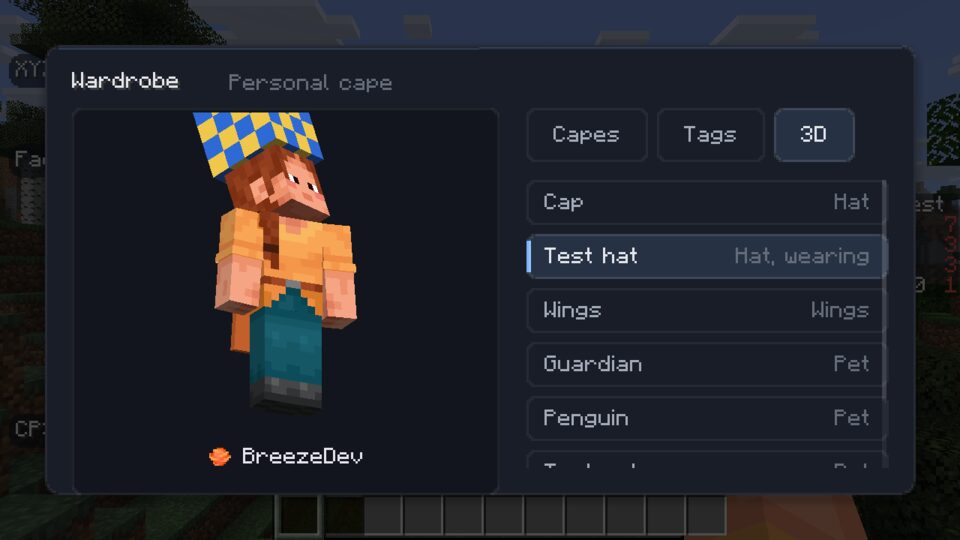 Wardrobe Personal cape
XYZ
Capes Tags 3D
Cap Hat
Test hat Hat, wearing
Wings Wings
Guardian Pet
Penguin Pet
BreezeDev